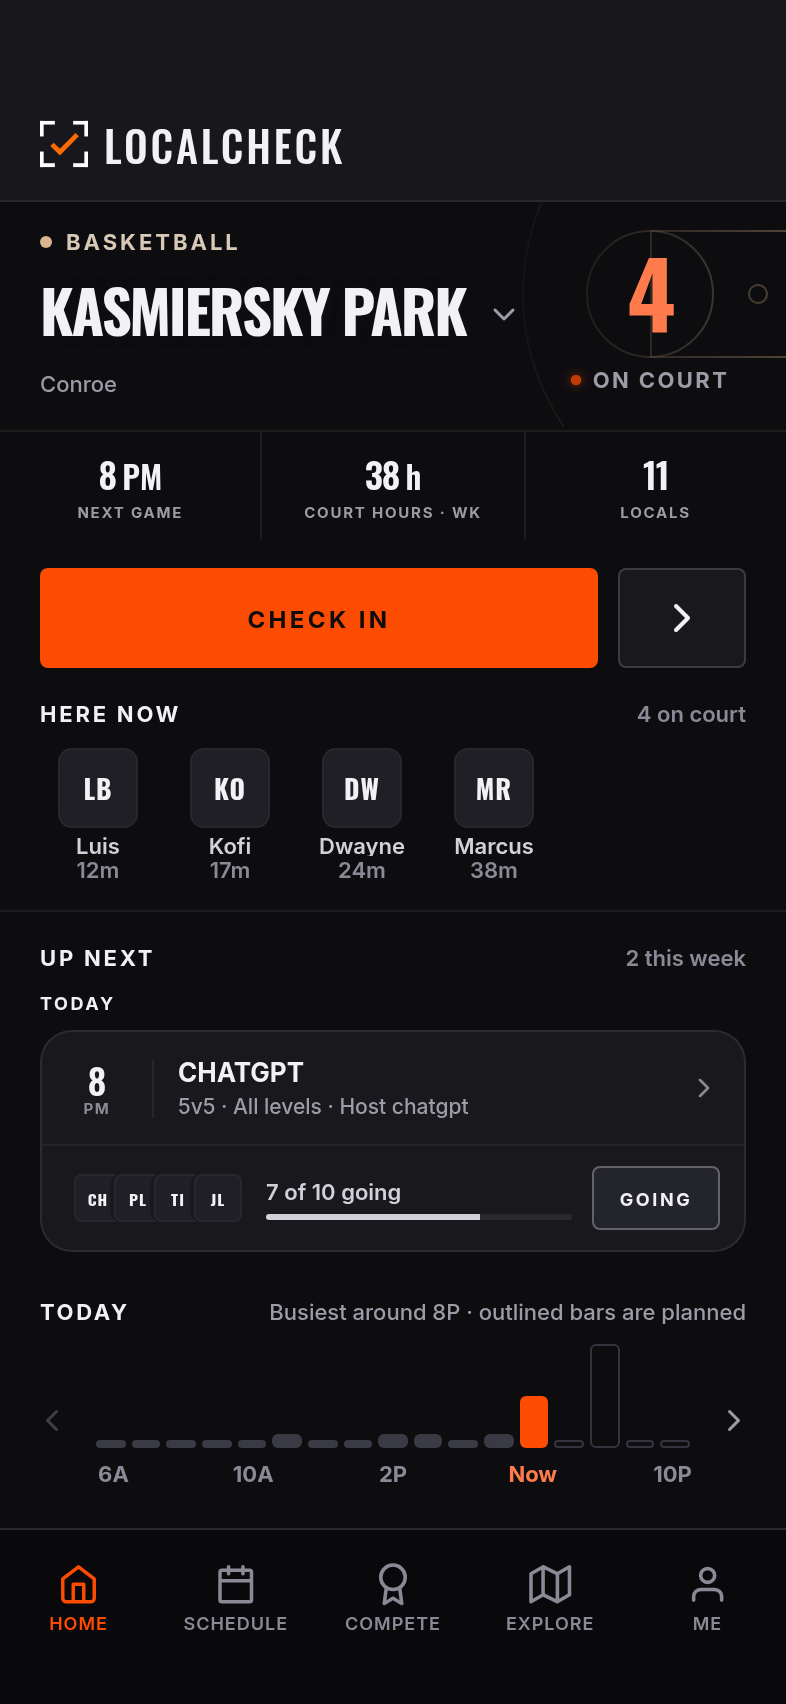 LOCALCHECK
BASKETBALL
KASMIERSKY PARK
4
Conroe
ON COURT
8 PM
38 h
11
NEXT GAME
COURT HOURS · WK
LOCALS
CHECK IN
HERE NOW
4 on court
LB
KO
DW
MR
Luis
Kofi
Dwayne
Marcus
12m
17m
24m
38m
UP NEXT
2 this week
TODAY
8
PM
CHATGPT
5v5 · All levels · Host chatgpt
CH
PL
TI
JL
7 of 10 going
GOING
TODAY
Busiest around 8P · outlined bars are planned
6A
10A
2P
Now
10P
HOME
SCHEDULE
COMPETE
EXPLORE
ME